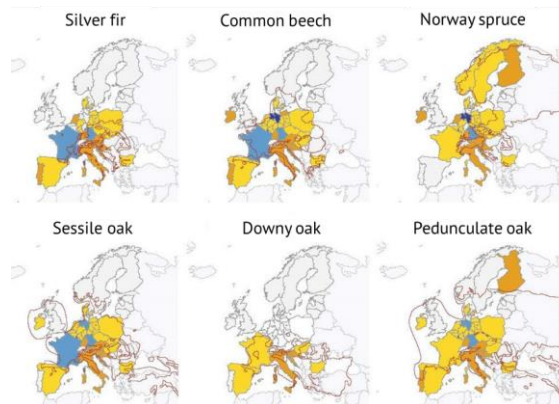 Silver fir
Common beech
Norway spruce
Sessile oak
Downy oak
Pedunculate oak